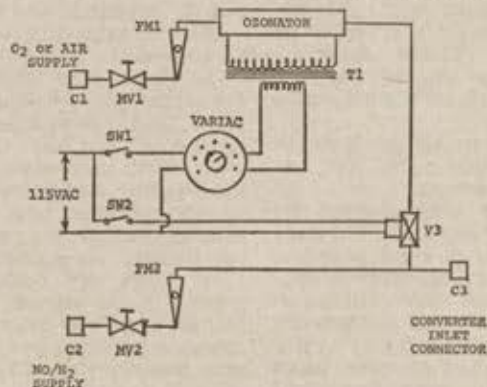 FM1
OZONATOR
O2 or AIR
SUPPLY
C1
MV1
T1
VARIAC
SW1
115VAC
SW2
V3
FM2
C3
C2
MV2
CONVERTER
INLET
CONNECTOR
NO/N2
SUPPLY